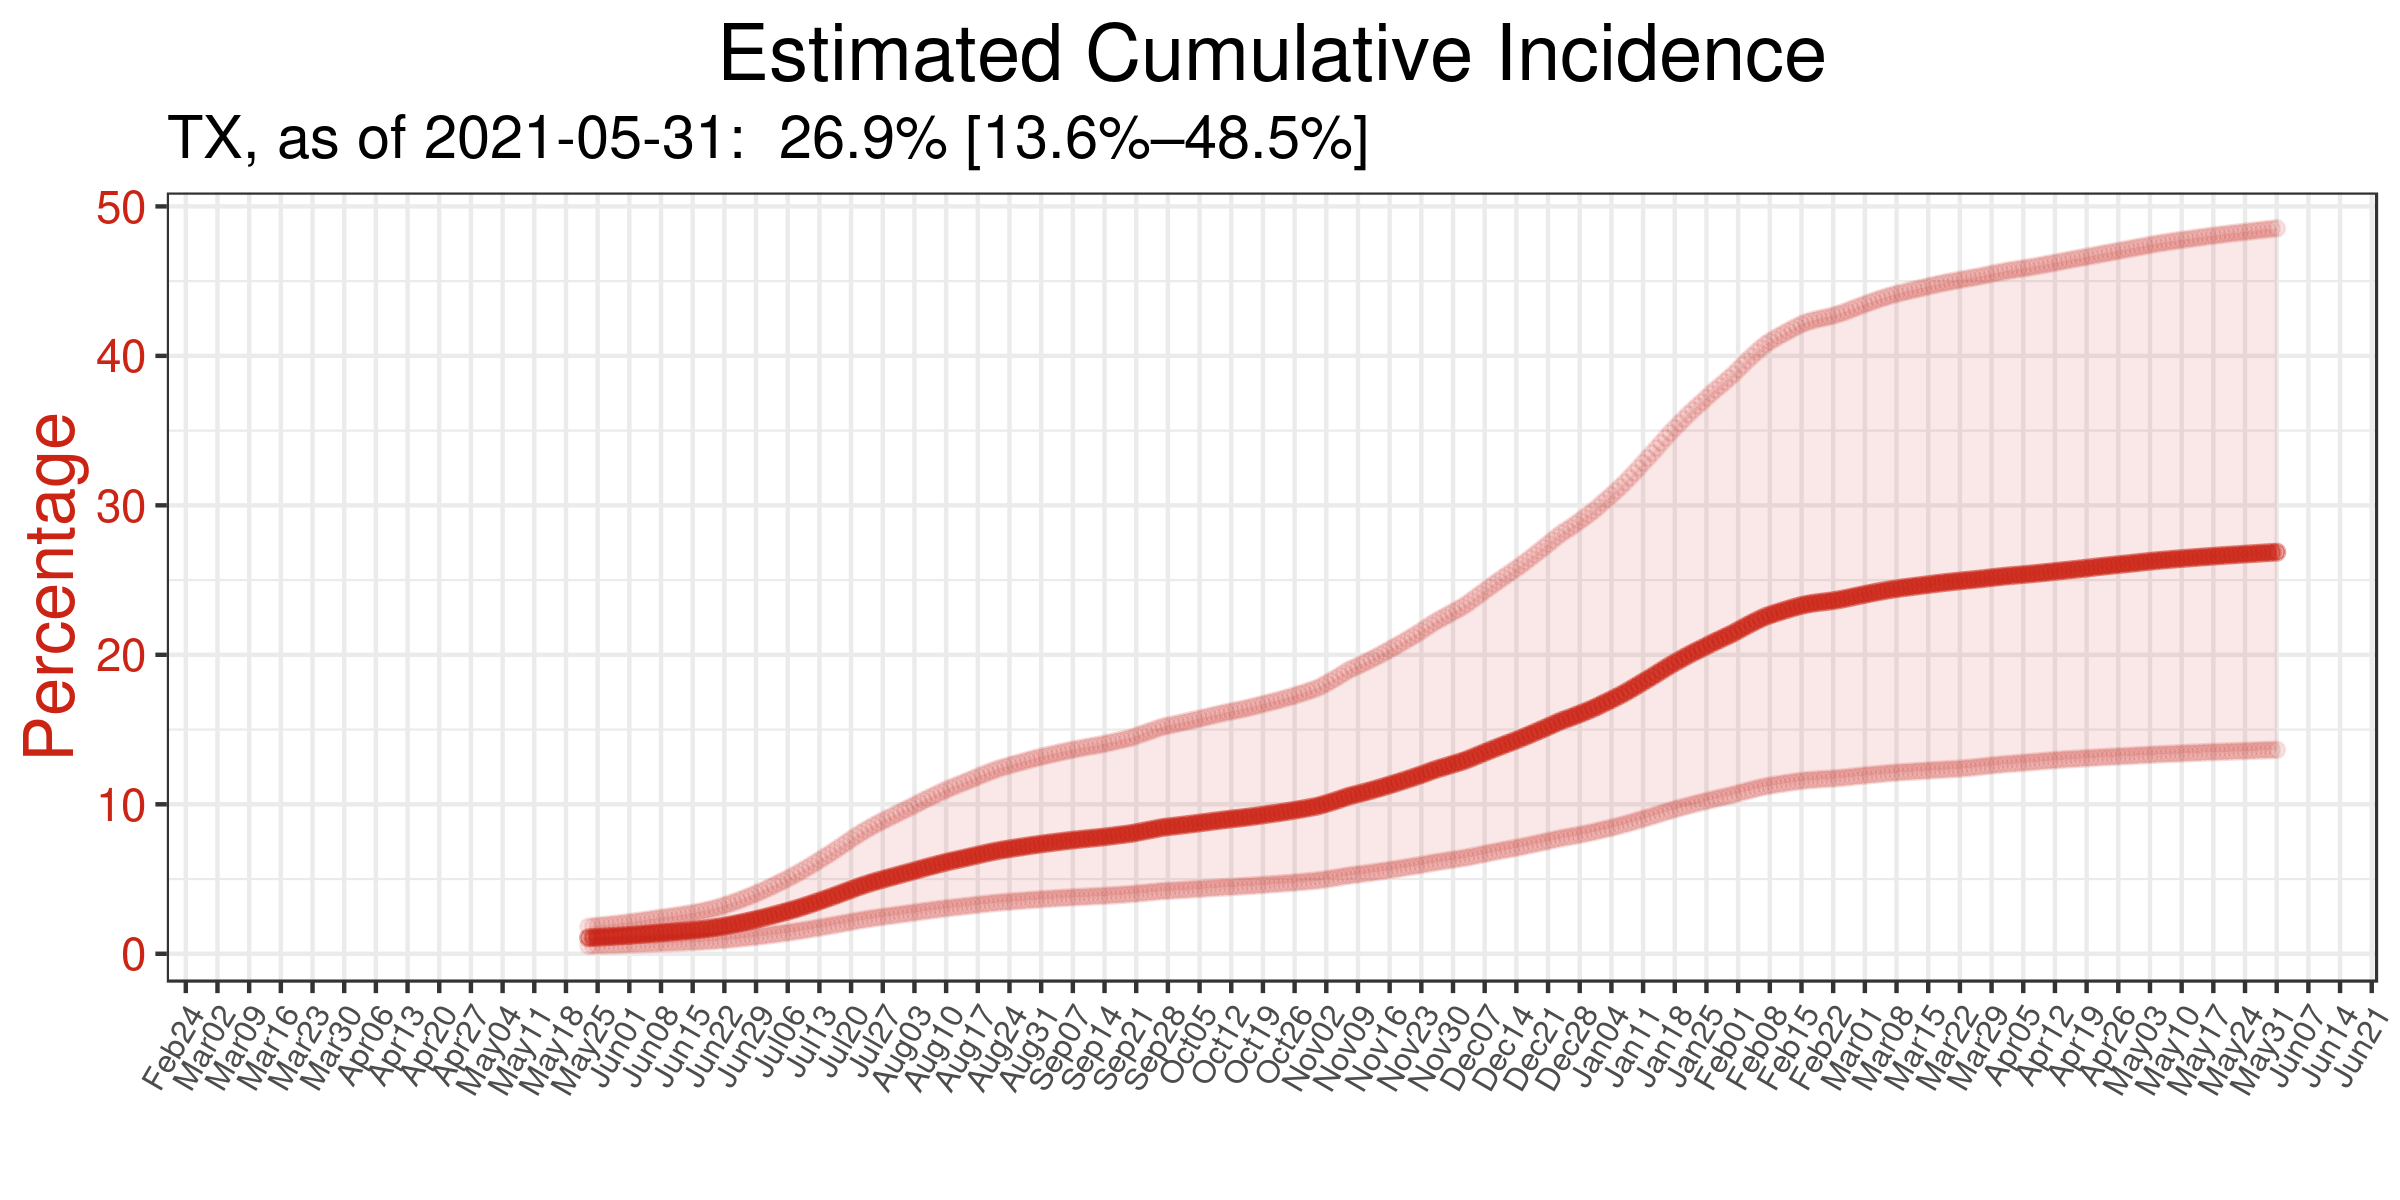 Estimated Cumulative Incidence
TX, as of 2021-05-31:  26.9% [13.6%–48.5%]
Percentage
50
40
30
20
10
0
Feb24
Mar02
Mar09
Mar16
Mar23
Mar30
Apr06
Apr13
Apr20
Apr27
May04
May11
May18
May25
Jun01
Jun08
Jun15
Jun22
Jun29
Jul06
Jul13
Jul20
Jul27
Aug03
Aug10
Aug17
Aug24
Aug31
Sep07
Sep14
Sep21
Sep28
Oct05
Oct12
Oct19
Oct26
Nov02
Nov09
Nov16
Nov23
Nov30
Dec07
Dec14
Dec21
Dec28
Jan04
Jan11
Jan18
Jan25
Feb01
Feb08
Feb15
Feb22
Mar01
Mar08
Mar15
Mar22
Mar29
Apr05
Apr12
Apr19
Apr26
May03
May10
May17
May24
May31
Jun07
Jun14
Jun21